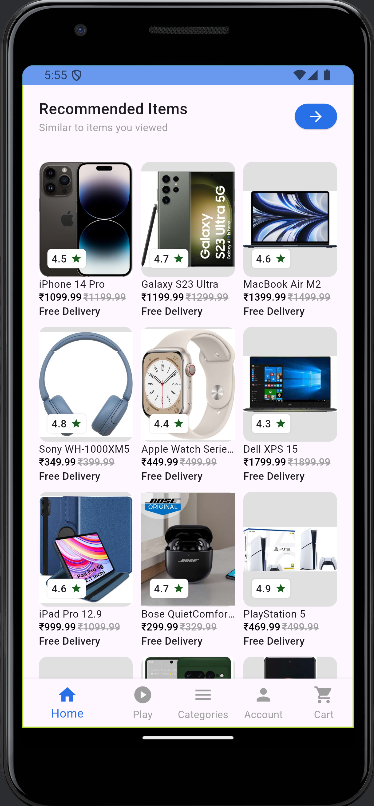 5:55
Recommended Items
Similar to items you viewed
Galaxy
S23 Ultra 5G
4.5 ★ 4.7 ★ 4.6 ★
iPhone 14 Pro Galaxy S23 Ultra MacBook Air M2
₹1099.99 ₹1199.99 ₹1199.99 ₹1299.99 ₹1399.99 ₹1499.99
Free Delivery Free Delivery Free Delivery
4.8 ★ 4.4 ★ 4.3 ★
Sony WH-1000XM5 Apple Watch Serie... Dell XPS 15
₹349.99 ₹399.99 ₹449.99 ₹499.99 ₹1799.99 ₹1899.99
Free Delivery Free Delivery Free Delivery
BOSE
ORIGINAL
BOSE
4.6 ★ 4.7 ★ 4.9 ★
iPad Pro 12.9 Bose QuietComfor... PlayStation 5
₹999.99 ₹1099.99 ₹299.99 ₹329.99 ₹469.99 ₹499.99
Free Delivery Free Delivery Free Delivery
Home Play Categories Account Cart